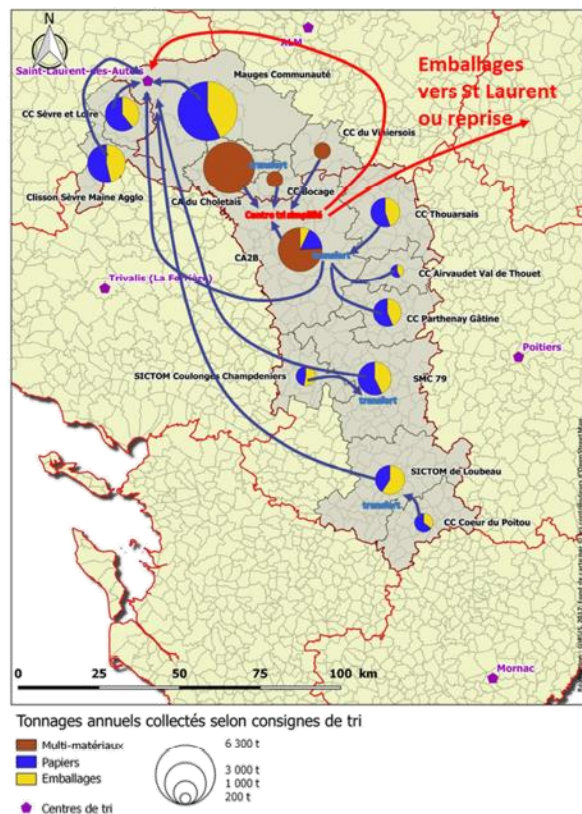 N
ALM
Saint-Laurent-des-Autels
Mauges Communauté
Emballages
vers St Laurent
ou reprise
CC Sèvre et Loire
CC du Vihiersois
transfert
Clisson Sèvre Maine Agglo
CC Bocage
CA du Choletais
Centre tri simplifié
CC Thouarsais
transfert
CA2B
CC Airvaudet Val de Thouet
Trivalis (La Ferrière)
CC Parthenay Gâtine
Poitiers
SICTOM Coulonges Champdeniers
SMC 79
transfert
SICTOM de Loubeau
transfert
CC Coeur du Poitou
Mornac
0 25 50 75 100 km
Tonnages annuels collectés selon consignes de tri
Multi-matériaux
Papiers
Emballages
Centres de tri
6 300 t
3 000 t
1 000 t
200 t